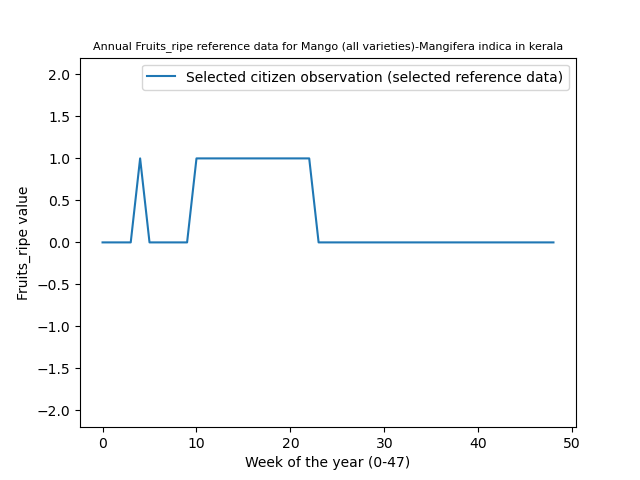 Annual Fruits_ripe reference data for Mango (all varieties)-Mangifera indica in kerala
Selected citizen observation (selected reference data)
2.0
1.5
1.0
0.5
0.0
−0.5
−1.0
−1.5
−2.0
Fruits_ripe value
0 10 20 30 40 50
Week of the year (0-47)